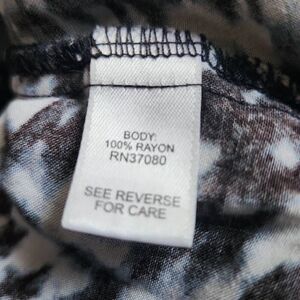 BODY:
100% RAYON
RN37080
SEE REVERSE
FOR CARE